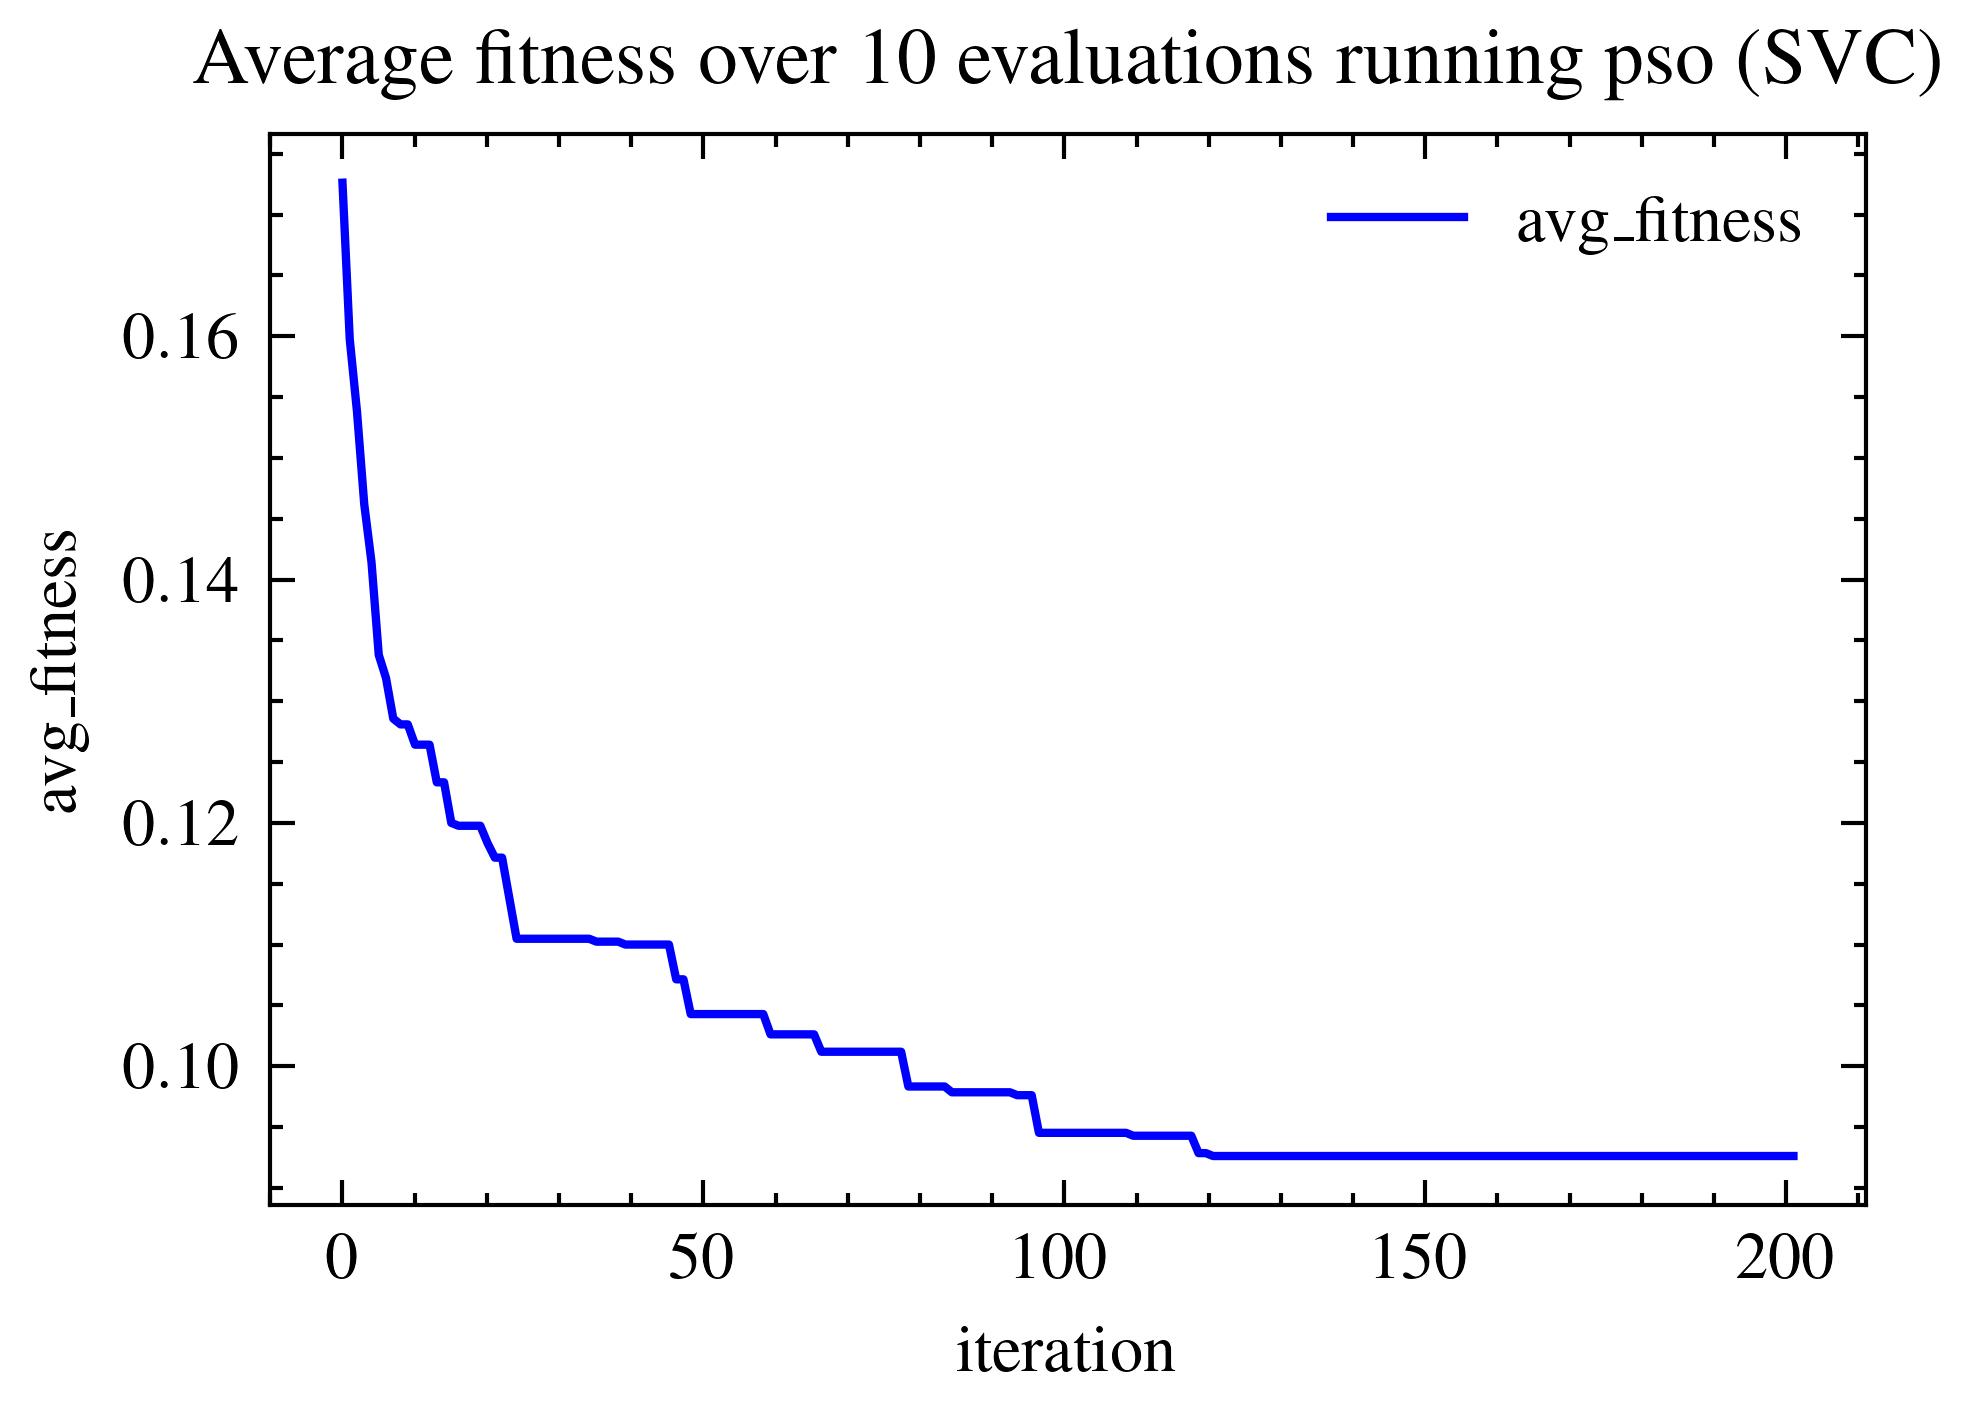 Average fitness over 10 evaluations running pso (SVC)
avg_fitness
0.16
0.14
0.12
0.10
avg_fitness
0 50 100 150 200
iteration